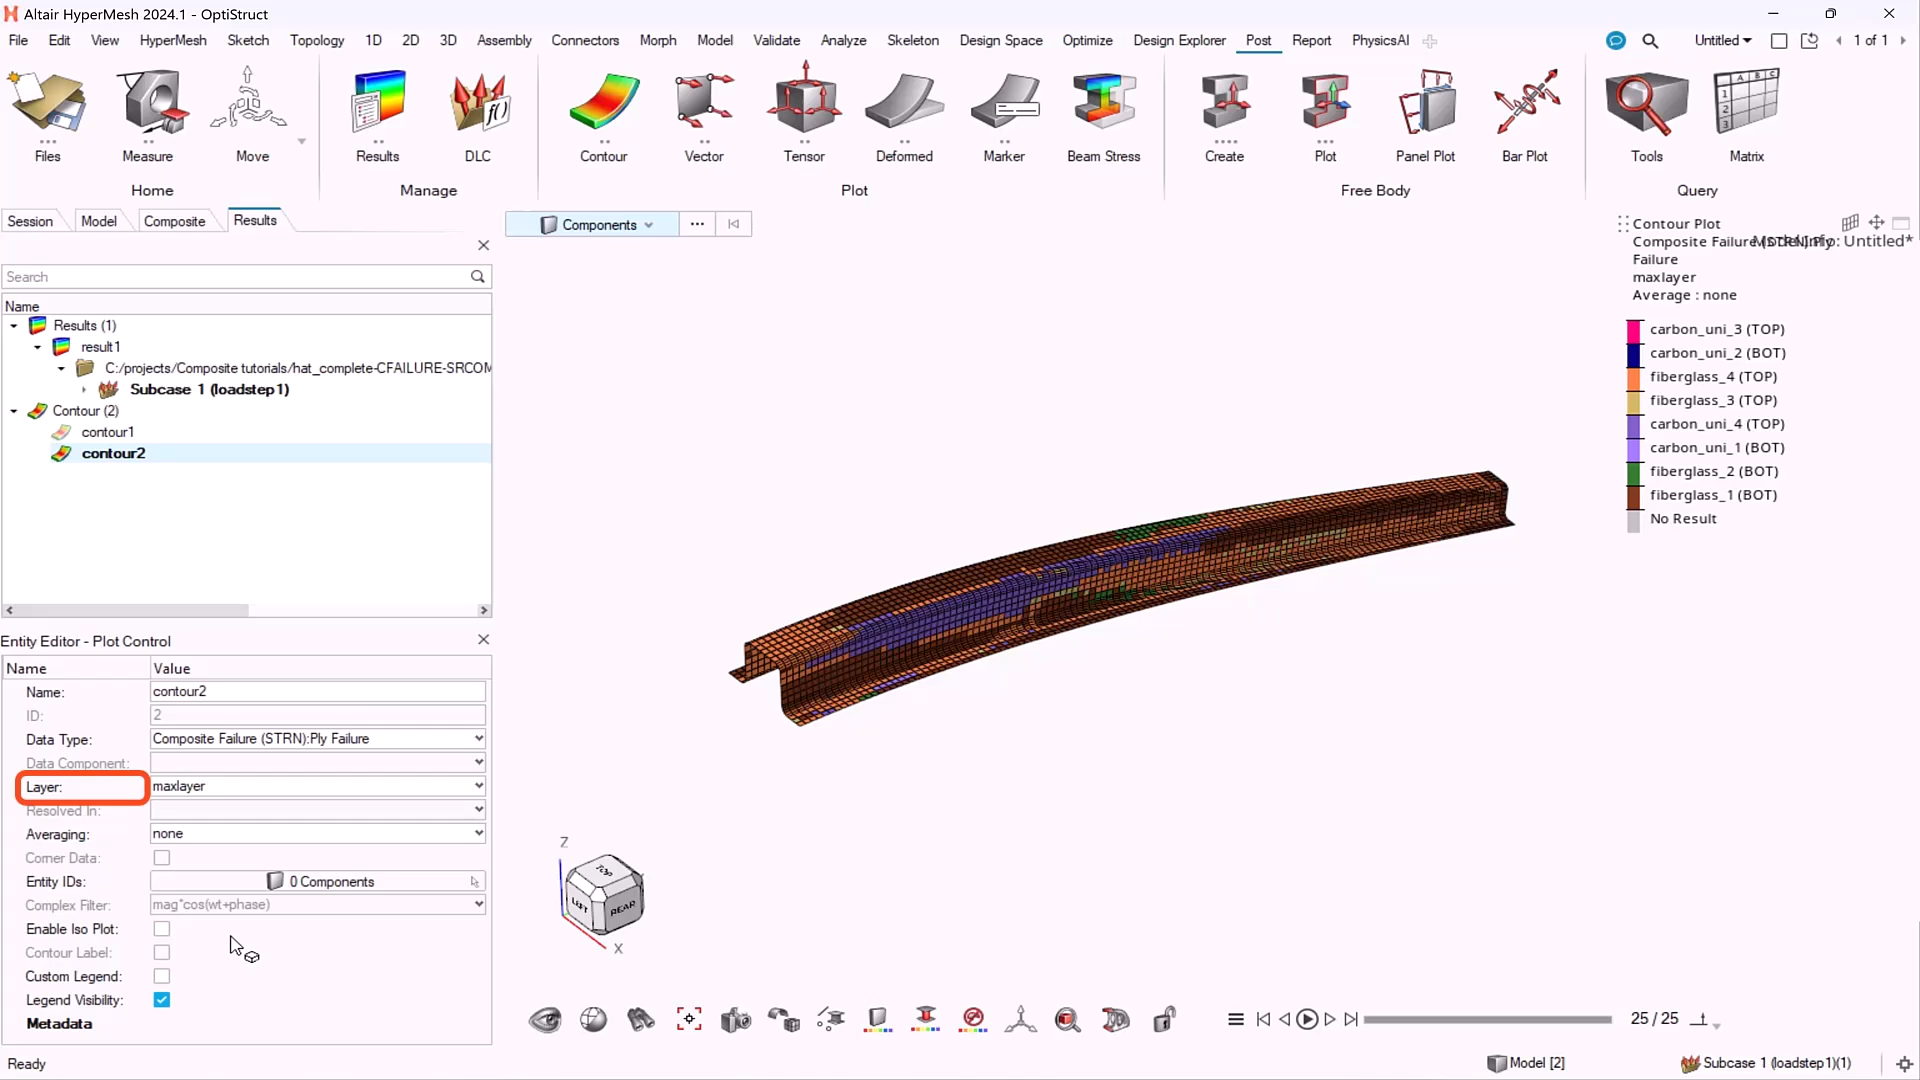 Altair HyperMesh 2024.1 - OptiStruct
File Edit View HyperMesh Sketch Topology 1D 2D 3D Assembly Connectors Morph Model Validate Analyze Skeleton Design Space Optimize Design Explorer Post Report PhysicsAI Untitled 1 of 1
Files Measure Move Results DLC Contour Vector Tensor Deformed Marker Beam Stress Create Plot Panel Plot Bar Plot Tools Matrix
Home Manage Plot Free Body Query
Session Model Composite Results
Components
Search
Name
Results (1)
result1
C:/projects/Composite tutorials/hat_complete-CFAILURE-SRCOM
Subcase 1 (loadstep1)
Contour (2)
contour1
contour2
Entity Editor - Plot Control
Name Value
Name: contour2
ID: 2
Data Type: Composite Failure (STRN):Ply Failure
Data Component:
Layer: maxlayer
Resolved In:
Averaging: none
Corner Data:
Entity IDs: 0 Components
Complex Filter: mag*cos(wt+phase)
Enable Iso Plot:
Contour Label:
Custom Legend:
Legend Visibility:
Metadata
Contour Plot
Composite Failure (STRN):Ply
Model Info: Untitled*
Failure
maxlayer
Average : none
carbon_uni_3 (TOP)
carbon_uni_2 (BOT)
fiberglass_4 (TOP)
fiberglass_3 (TOP)
carbon_uni_4 (TOP)
carbon_uni_1 (BOT)
fiberglass_2 (BOT)
fiberglass_1 (BOT)
No Result
Z
TOP
LEFT REAR
X
25 / 25
Ready Model [2] Subcase 1 (loadstep1)(1)